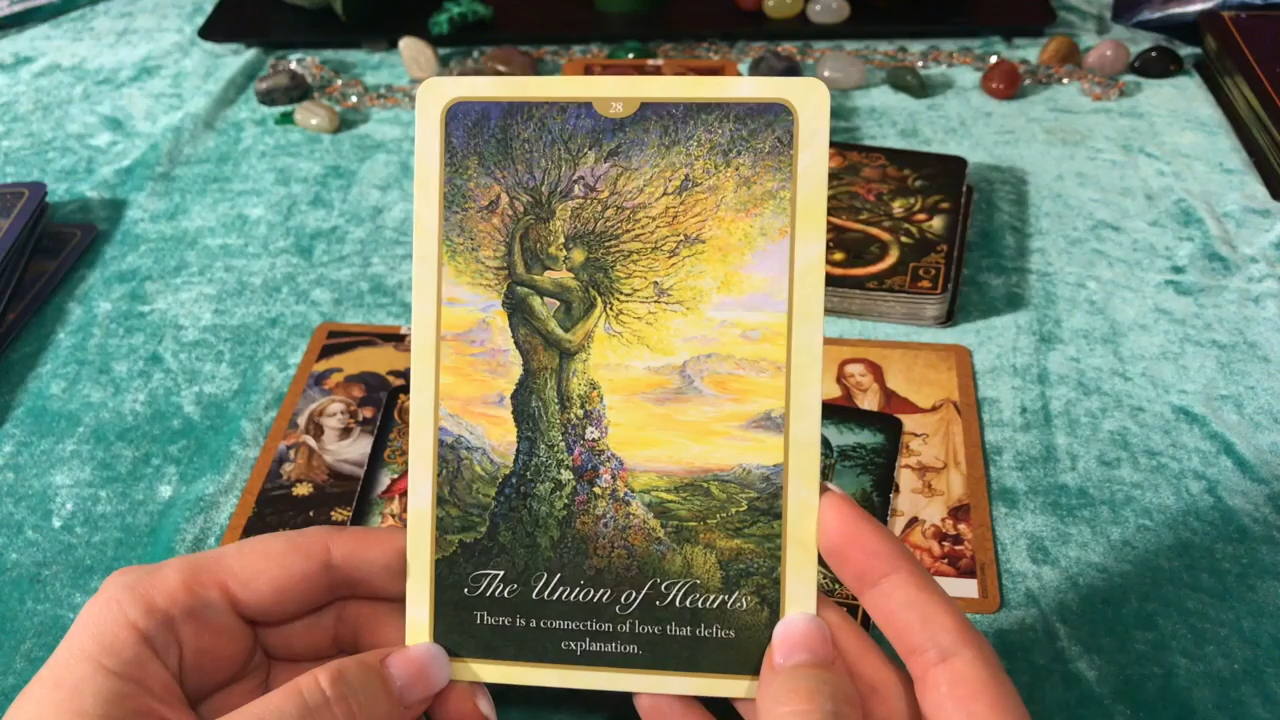 28
The Union of Hearts
There is a connection of love that defies
explanation.